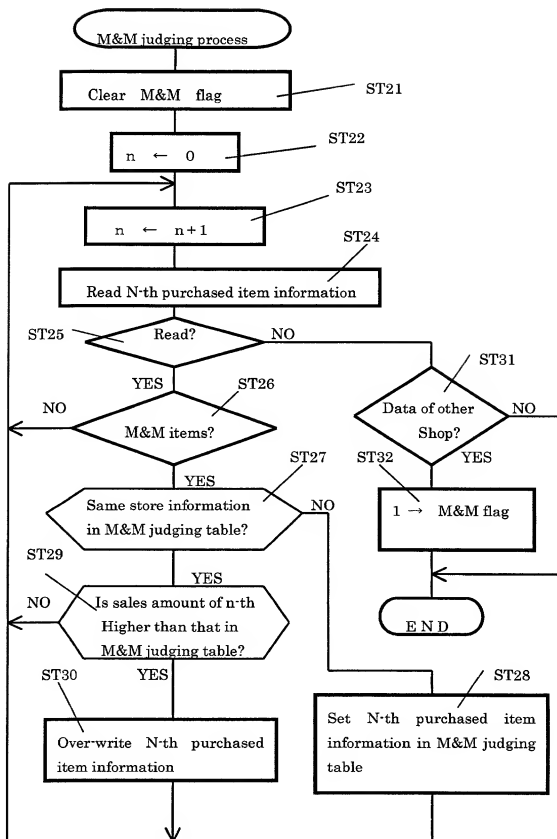 M&M judging process
Clear M&M flag
ST21
n ← 0
ST22
n ← n+1
ST23
ST24
Read N-th purchased item information
ST25
Read?
NO
YES
ST26
NO
M&M items?
YES
ST27
Same store information
in M&M judging table?
NO
YES
ST29
NO
Is sales amount of n-th
Higher than that in
M&M judging table?
YES
ST30
Over-write N-th purchased
item information
ST31
Data of other
Shop?
NO
YES
ST32
1 → M&M flag
E N D
ST28
Set N-th purchased item
information in M&M judging
table